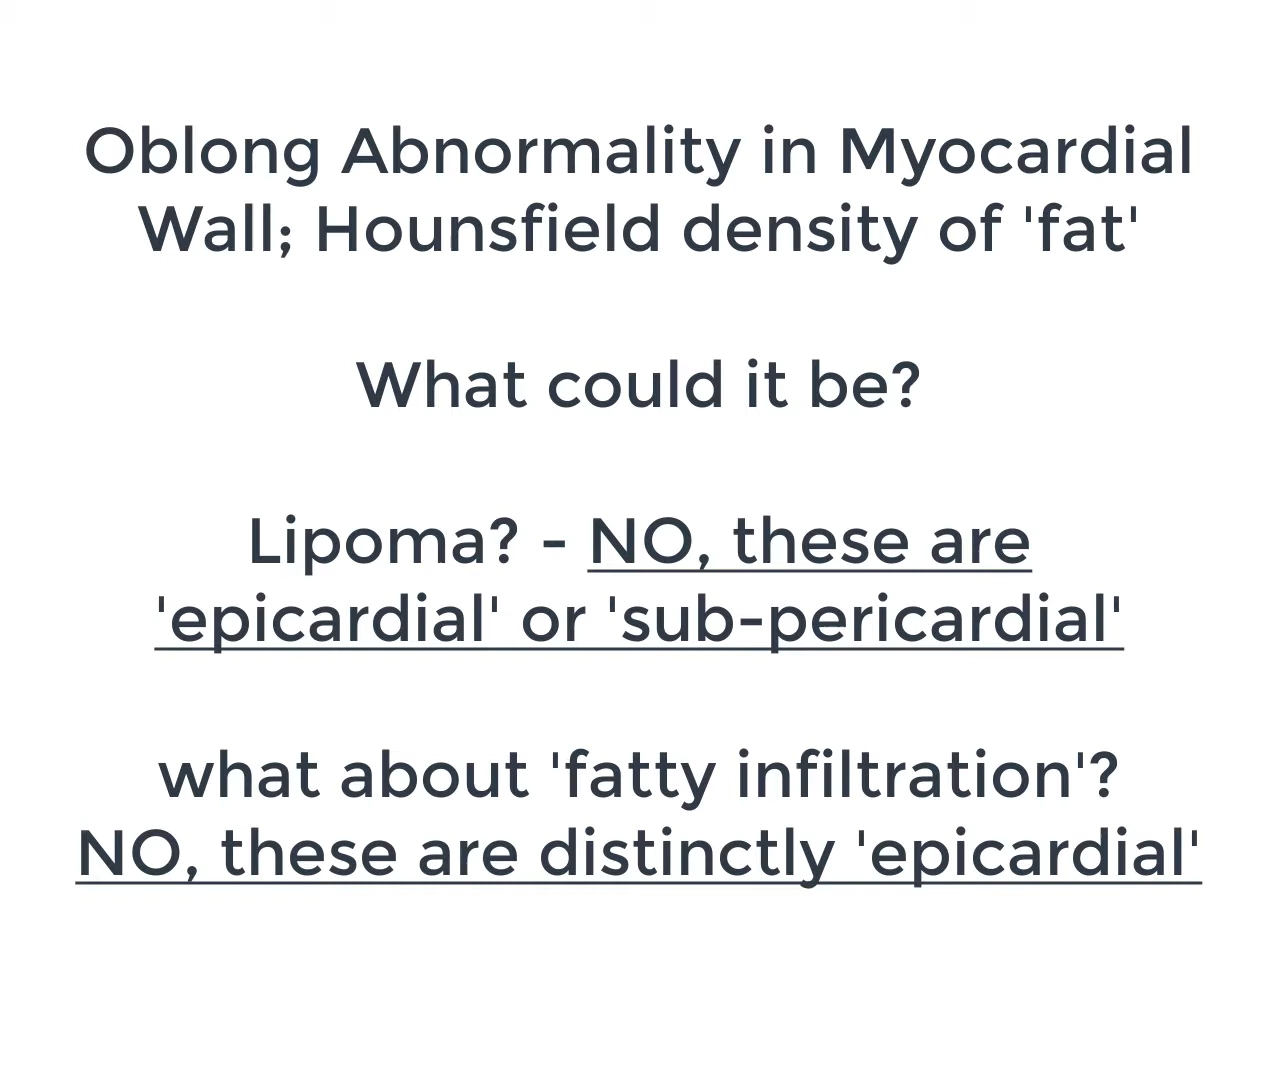 Oblong Abnormality in Myocardial
Wall; Hounsfield density of 'fat'
What could it be?
Lipoma? - NO, these are
'epicardial' or 'sub-pericardial'
what about 'fatty infiltration'?
NO, these are distinctly 'epicardial'